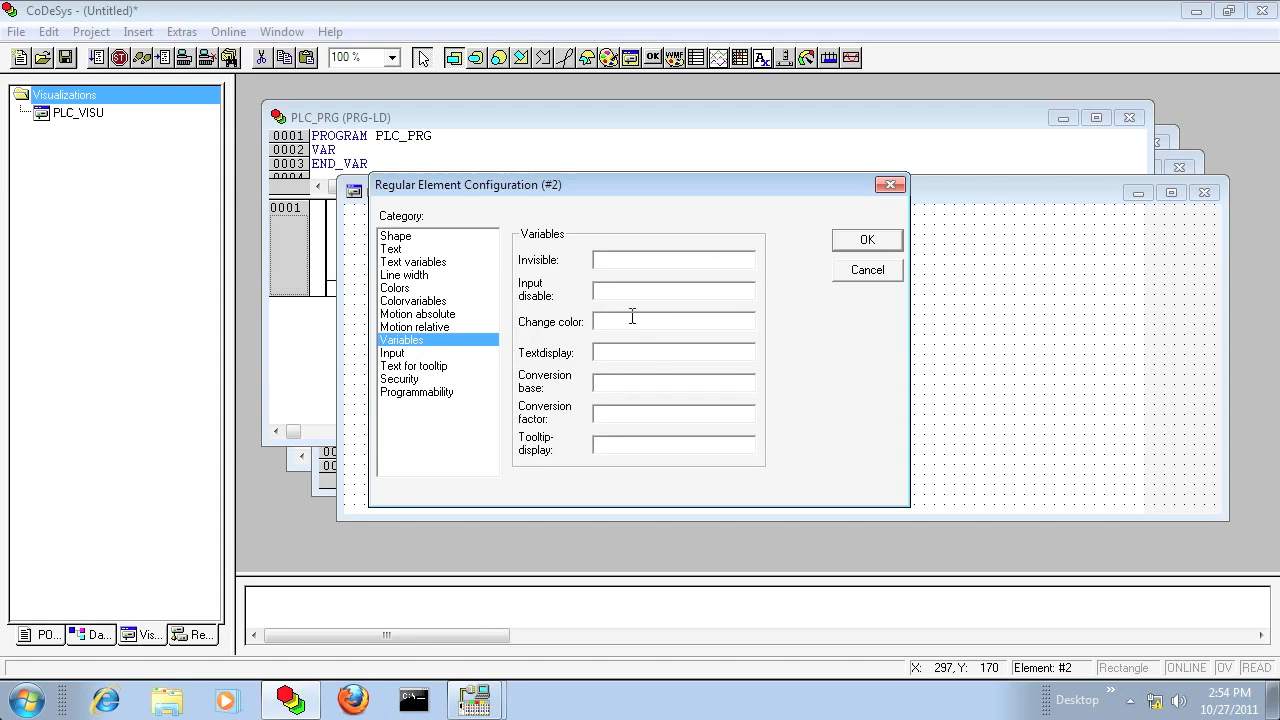 CoDeSys - (Untitled)*
File Edit Project Insert Extras Online Window Help
100 %
OK
Visualizations
PLC_VISU
PLC_PRG (PRG-LD)
0001 PROGRAM PLC_PRG
0002 VAR
0003 END_VAR
0004
0001
Regular Element Configuration (#2)
Category:
Shape
Text
Text variables
Line width
Colors
Colorvariables
Motion absolute
Motion relative
Variables
Input
Text for tooltip
Security
Programmability
Variables
Invisible:
Input
disable:
Change color:
Textdisplay:
Conversion
base:
Conversion
factor:
Tooltip-
display:
OK
Cancel
PO... Da... Vis... Re...
X: 297, Y: 170 Element: #2 Rectangle ONLINE OV READ
Desktop
2:54 PM
10/27/2011